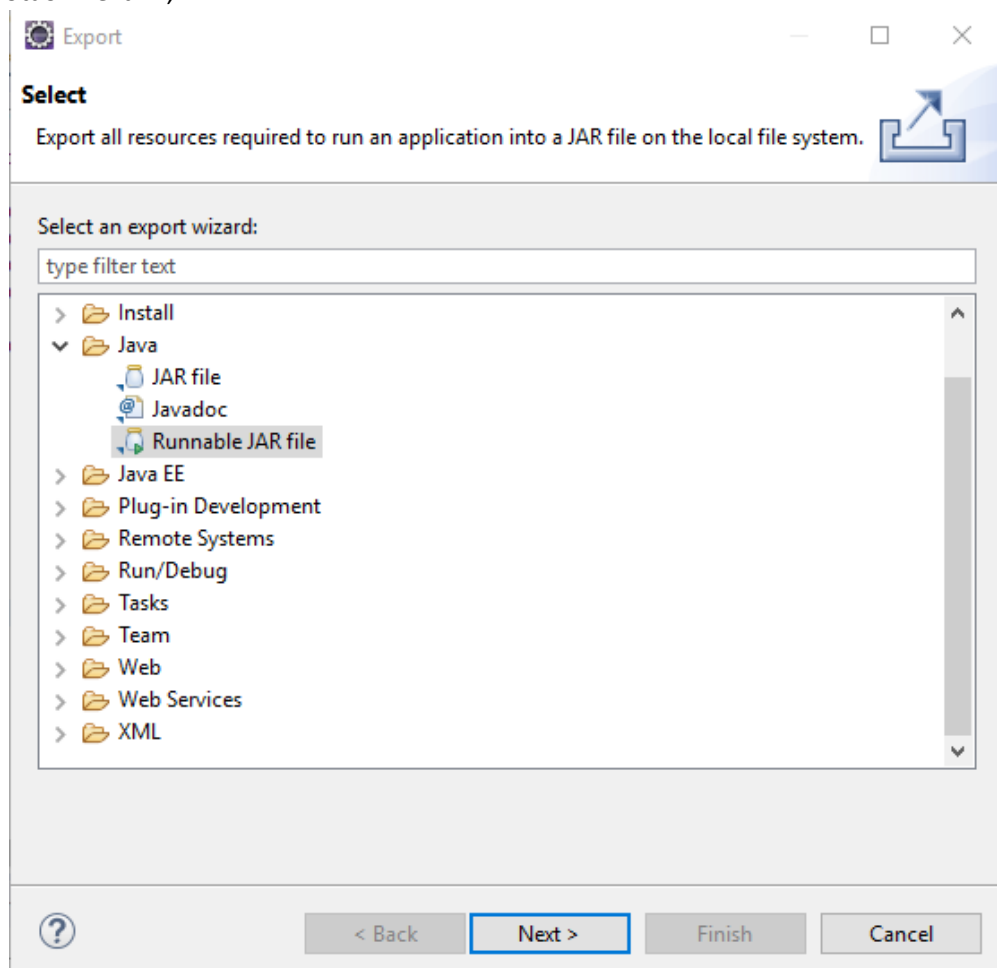 Export
Select
Export all resources required to run an application into a JAR file on the local file system.
Select an export wizard:
type filter text
Install
Java
JAR file
Javadoc
Runnable JAR file
Java EE
Plug-in Development
Remote Systems
Run/Debug
Tasks
Team
Web
Web Services
XML
? < Back Next > Finish Cancel